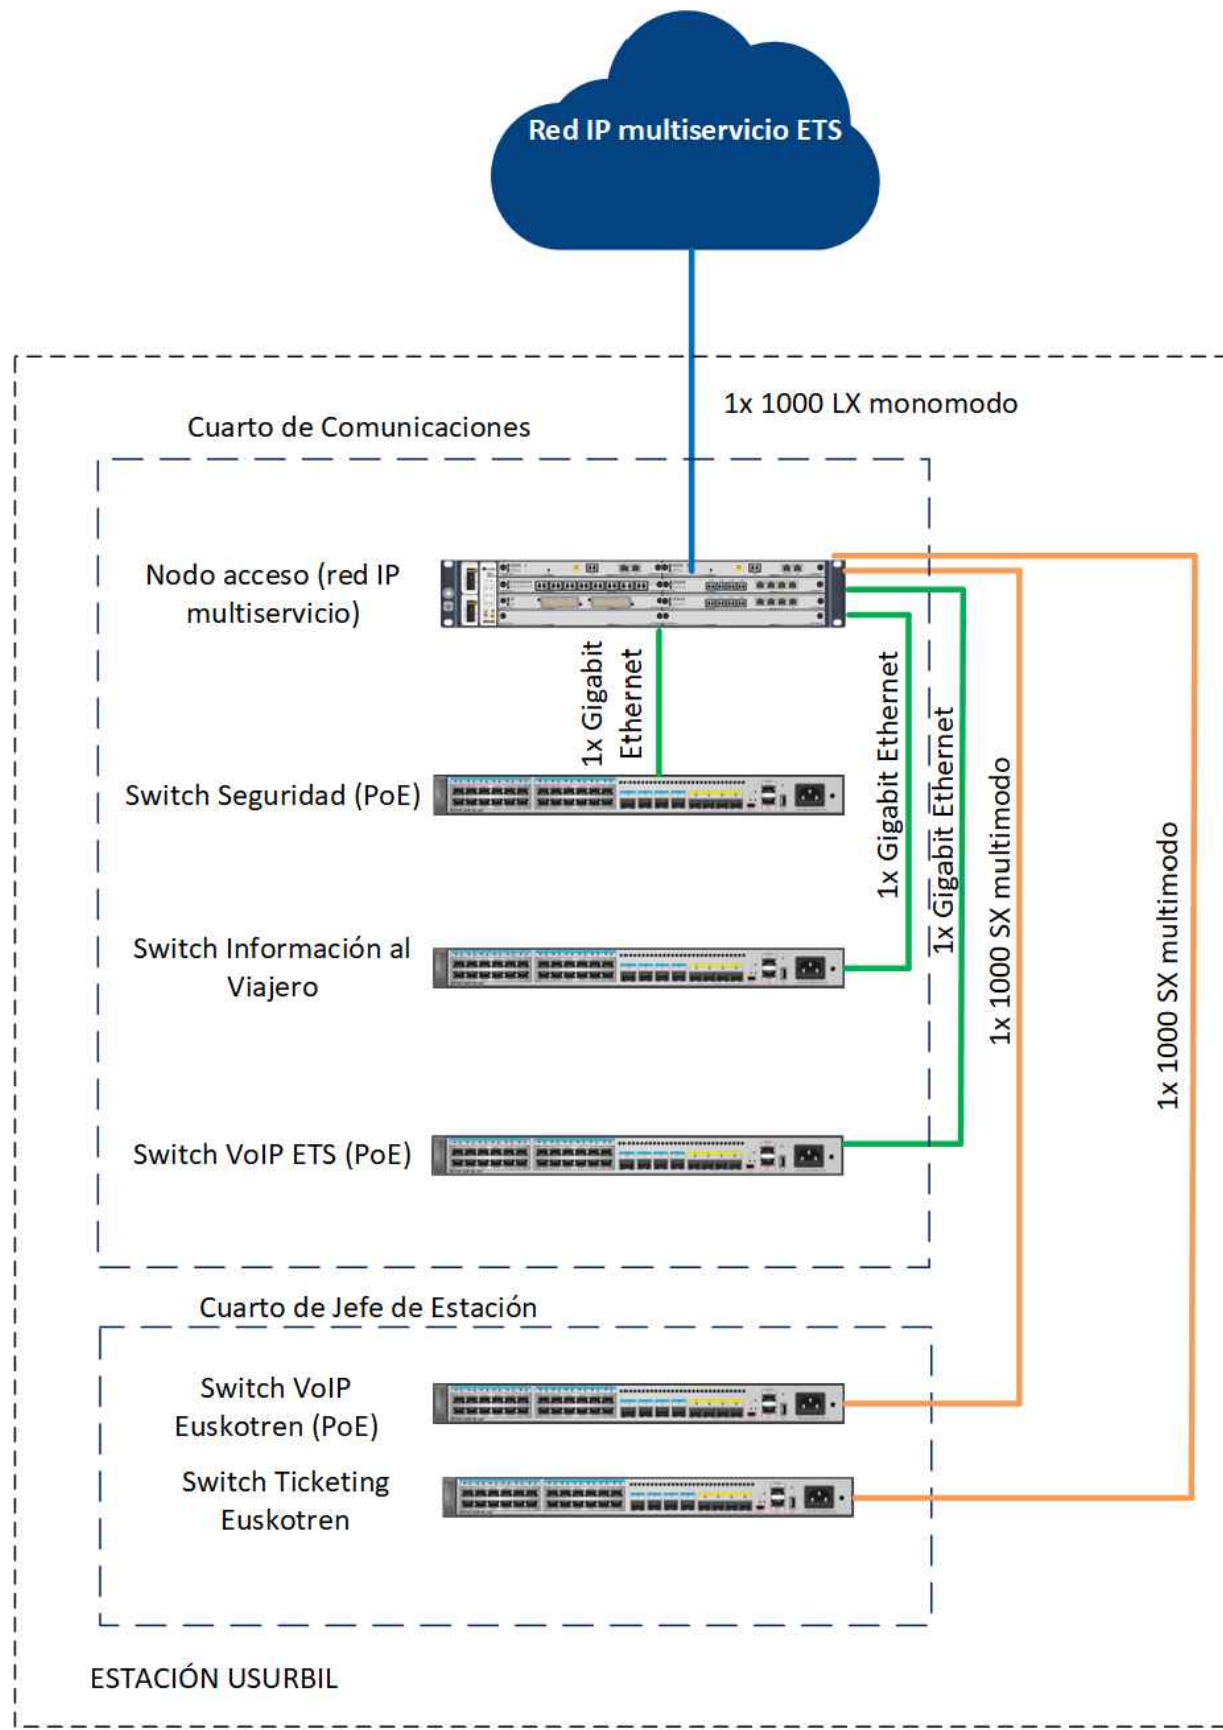 Red IP multiservicio ETS
1x 1000 LX monomodo
Cuarto de Comunicaciones
Nodo acceso (red IP
multiservicio)
1x Gigabit
Ethernet
1x Gigabit Ethernet
1x Gigabit Ethernet
1x 1000 SX multimodo
1x 1000 SX multimodo
Switch Seguridad (PoE)
Switch Información al
Viajero
Switch VoIP ETS (PoE)
Cuarto de Jefe de Estación
Switch VoIP
Euskotren (PoE)
Switch Ticketing
Euskotren
ESTACIÓN USURBIL